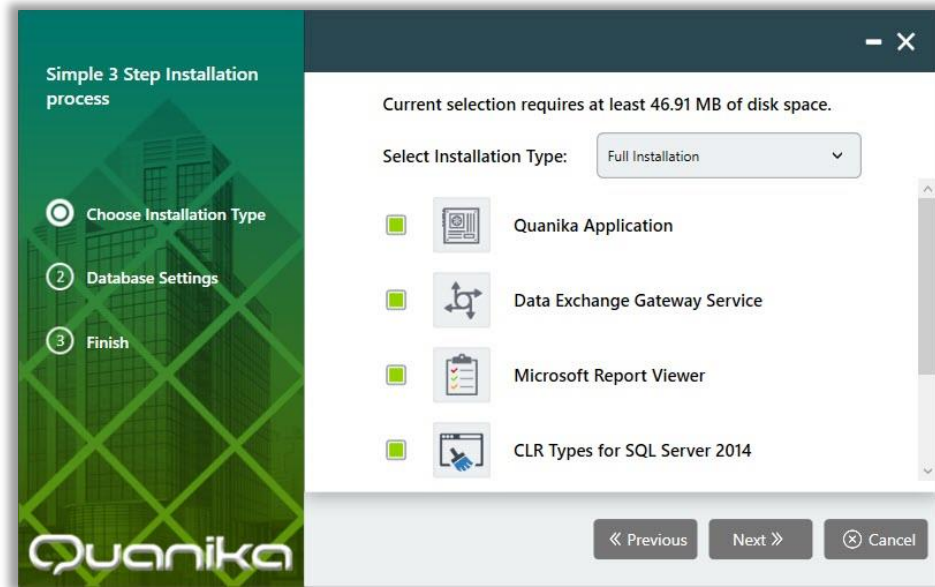 Simple 3 Step Installation
process
Choose Installation Type
2 Database Settings
3 Finish
Quanika
Current selection requires at least 46.91 MB of disk space.
Select Installation Type: Full Installation
Quanika Application
Data Exchange Gateway Service
Microsoft Report Viewer
CLR Types for SQL Server 2014
Previous Next Cancel